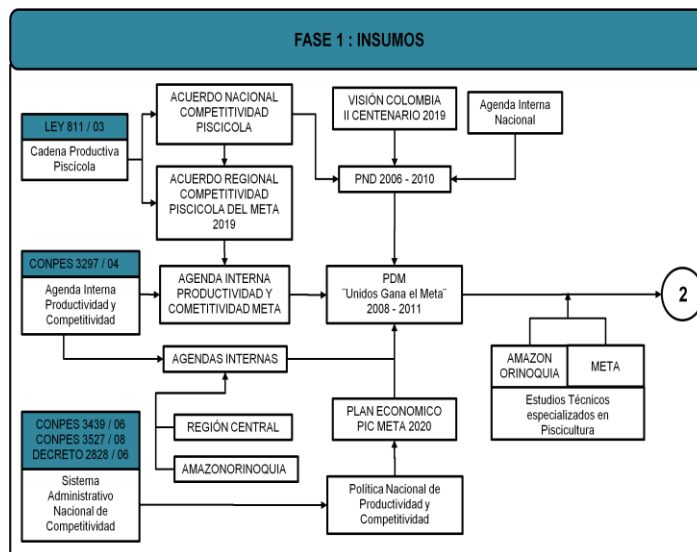 FASE 1 : INSUMOS
LEY 811 / 03
Cadena Productiva
Piscícola
ACUERDO NACIONAL
COMPETITIVIDAD
PISCICOLA
VISIÓN COLOMBIA
II CENTENARIO 2019
Agenda Interna
Nacional
ACUERDO REGIONAL
COMPETITIVIDAD
PISCICOLA DEL META
2019
PND 2006 - 2010
CONPES 3297 / 04
Agenda Interna
Productividad y
Competitividad
AGENDA INTERNA
PRODUCTIVIDAD Y
COMETITIVIDAD META
PDM
¨Unidos Gana el Meta¨
2008 - 2011
2
AGENDAS INTERNAS
AMAZON
ORINOQUIA
META
Estudios Técnicos
especializados en
Piscicultura
REGIÓN CENTRAL
AMAZONORINOQUIA
PLAN ECONOMICO
PIC META 2020
CONPES 3439 / 06
CONPES 3527 / 08
DECRETO 2828 / 06
Sistema
Administrativo
Nacional de
Competitividad
Política Nacional de
Productividad y
Competitividad